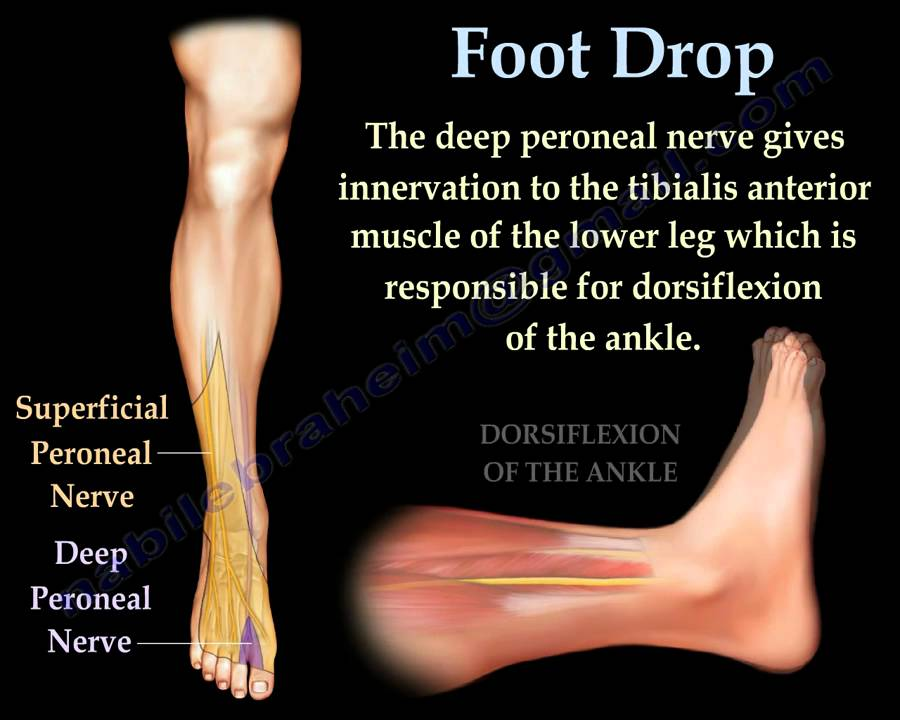 Foot Drop
The deep peroneal nerve gives
innervation to the tibialis anterior
muscle of the lower leg which is
responsible for dorsiflexion
of the ankle.
Superficial
Peroneal
Nerve
Deep
Peroneal
Nerve
DORSIFLEXION
OF THE ANKLE
nabilebraheim@gmail.com